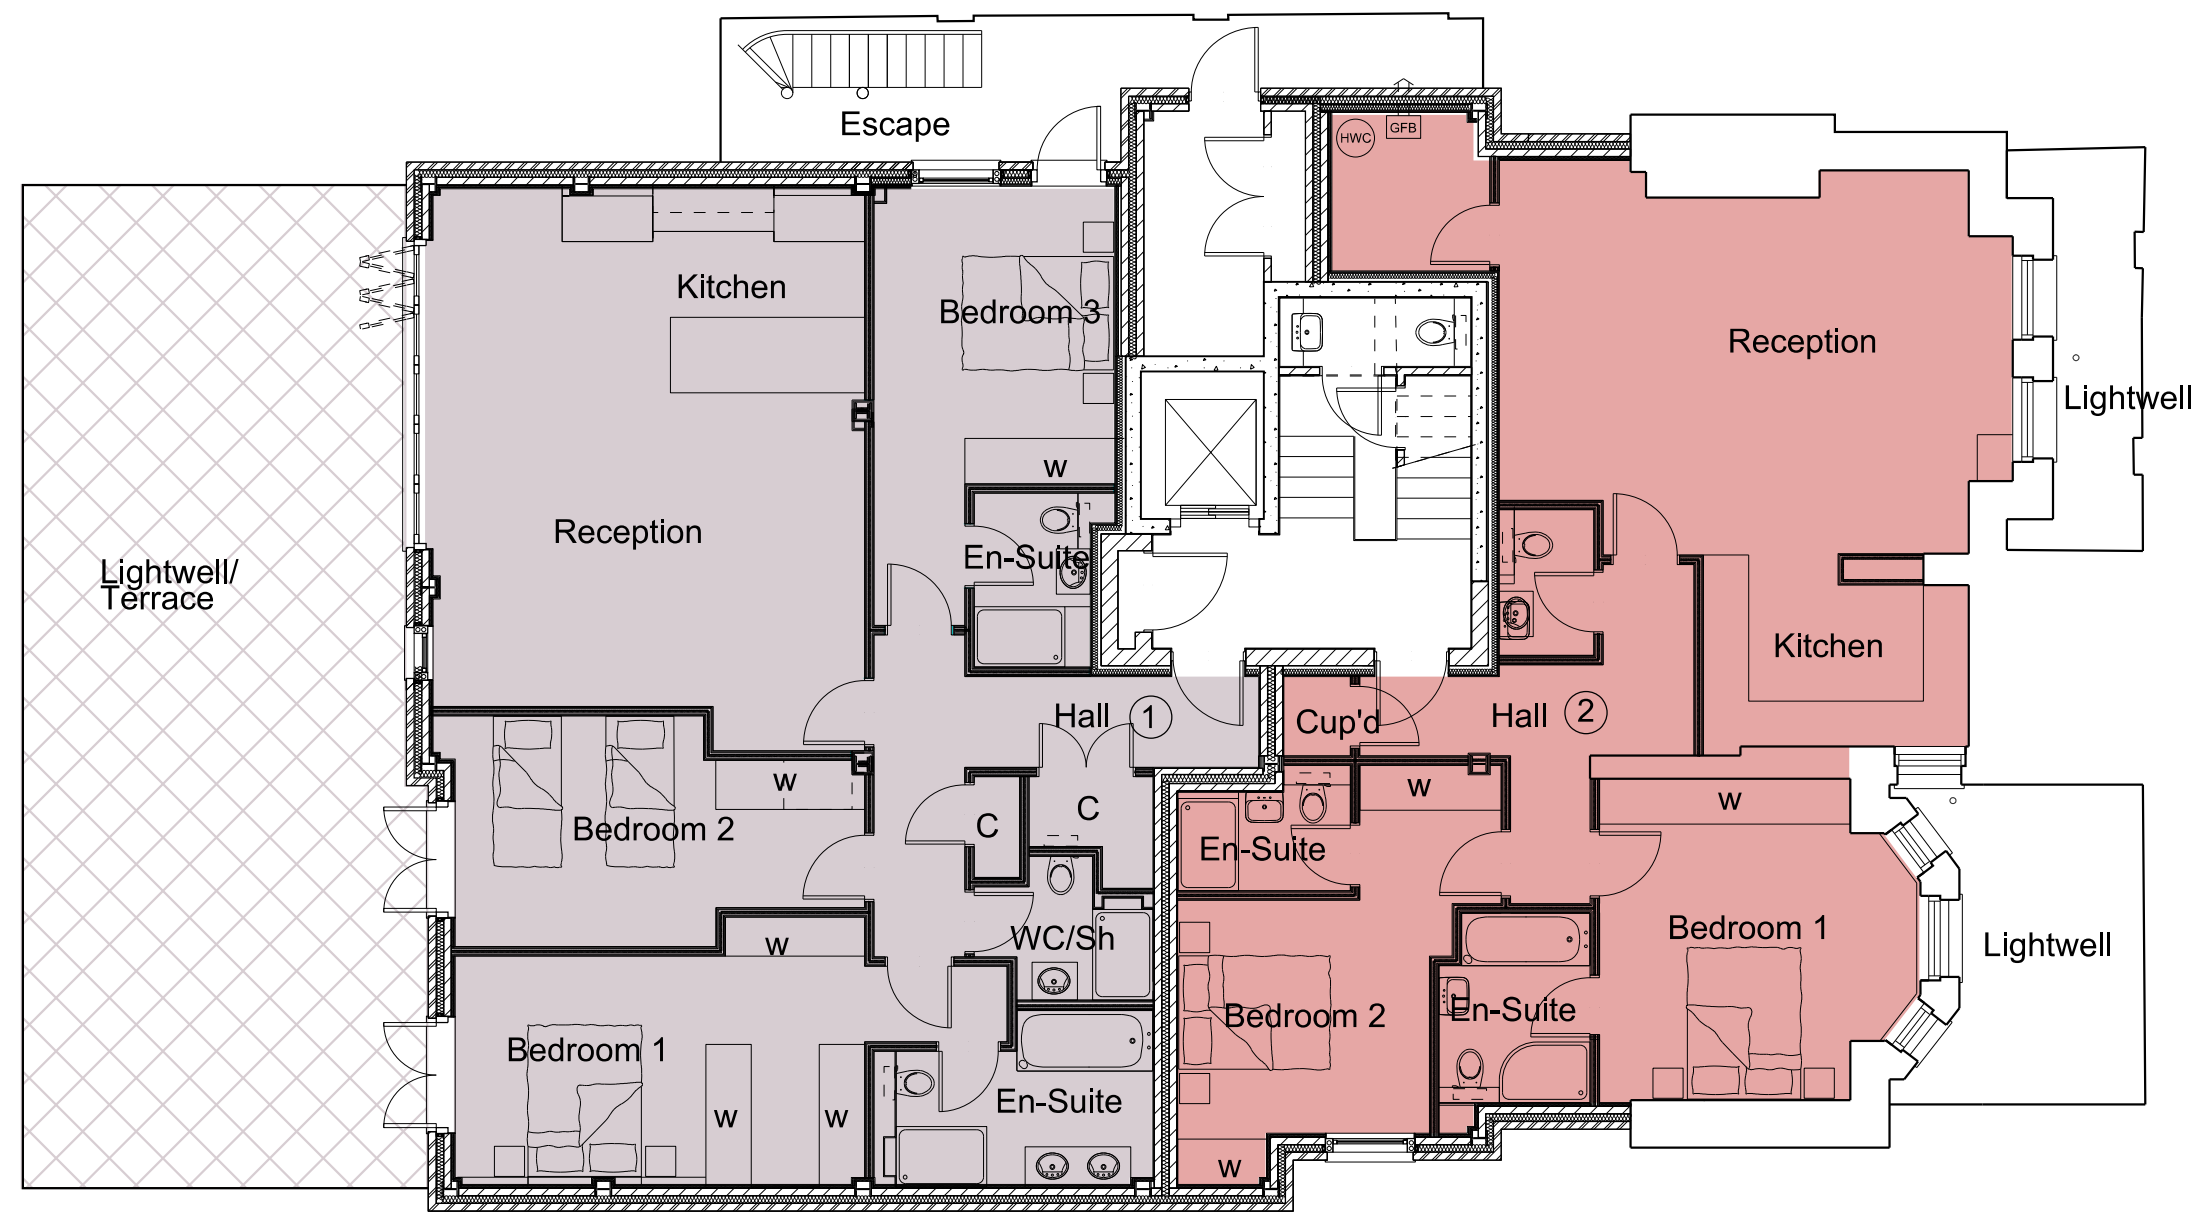 Escape
HWC
GFB
Kitchen
Bedroom 3
Reception
Lightwell
W
Reception
En-Suite
Lightwell/
Terrace
Kitchen
Hall 1
Cup'd
Hall 2
W
W
W
C
C
Bedroom 2
En-Suite
W
WC/Sh
Bedroom 1
Lightwell
Bedroom 2
En-Suite
Bedroom 1
W
W
En-Suite
W